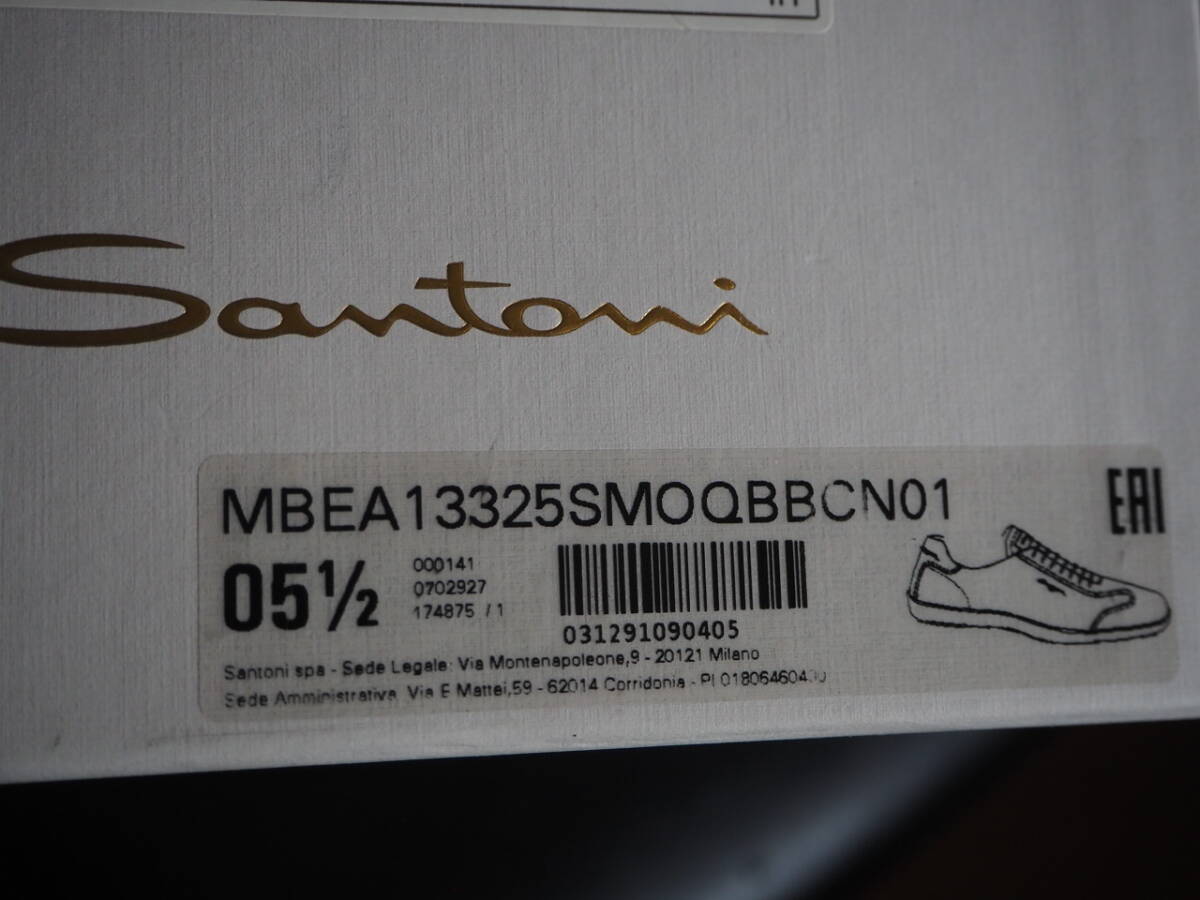 Santoni
MBEA13325SMOQBBCN01
EAC
05½
000141
0702927
174875 / 1
031291090405
Santoni spa - Sede Legale: Via Montenapoleone,9 - 20121 Milano
Sede Amministrativa Via E Mattei,59 - 62014 Corridonia - PI